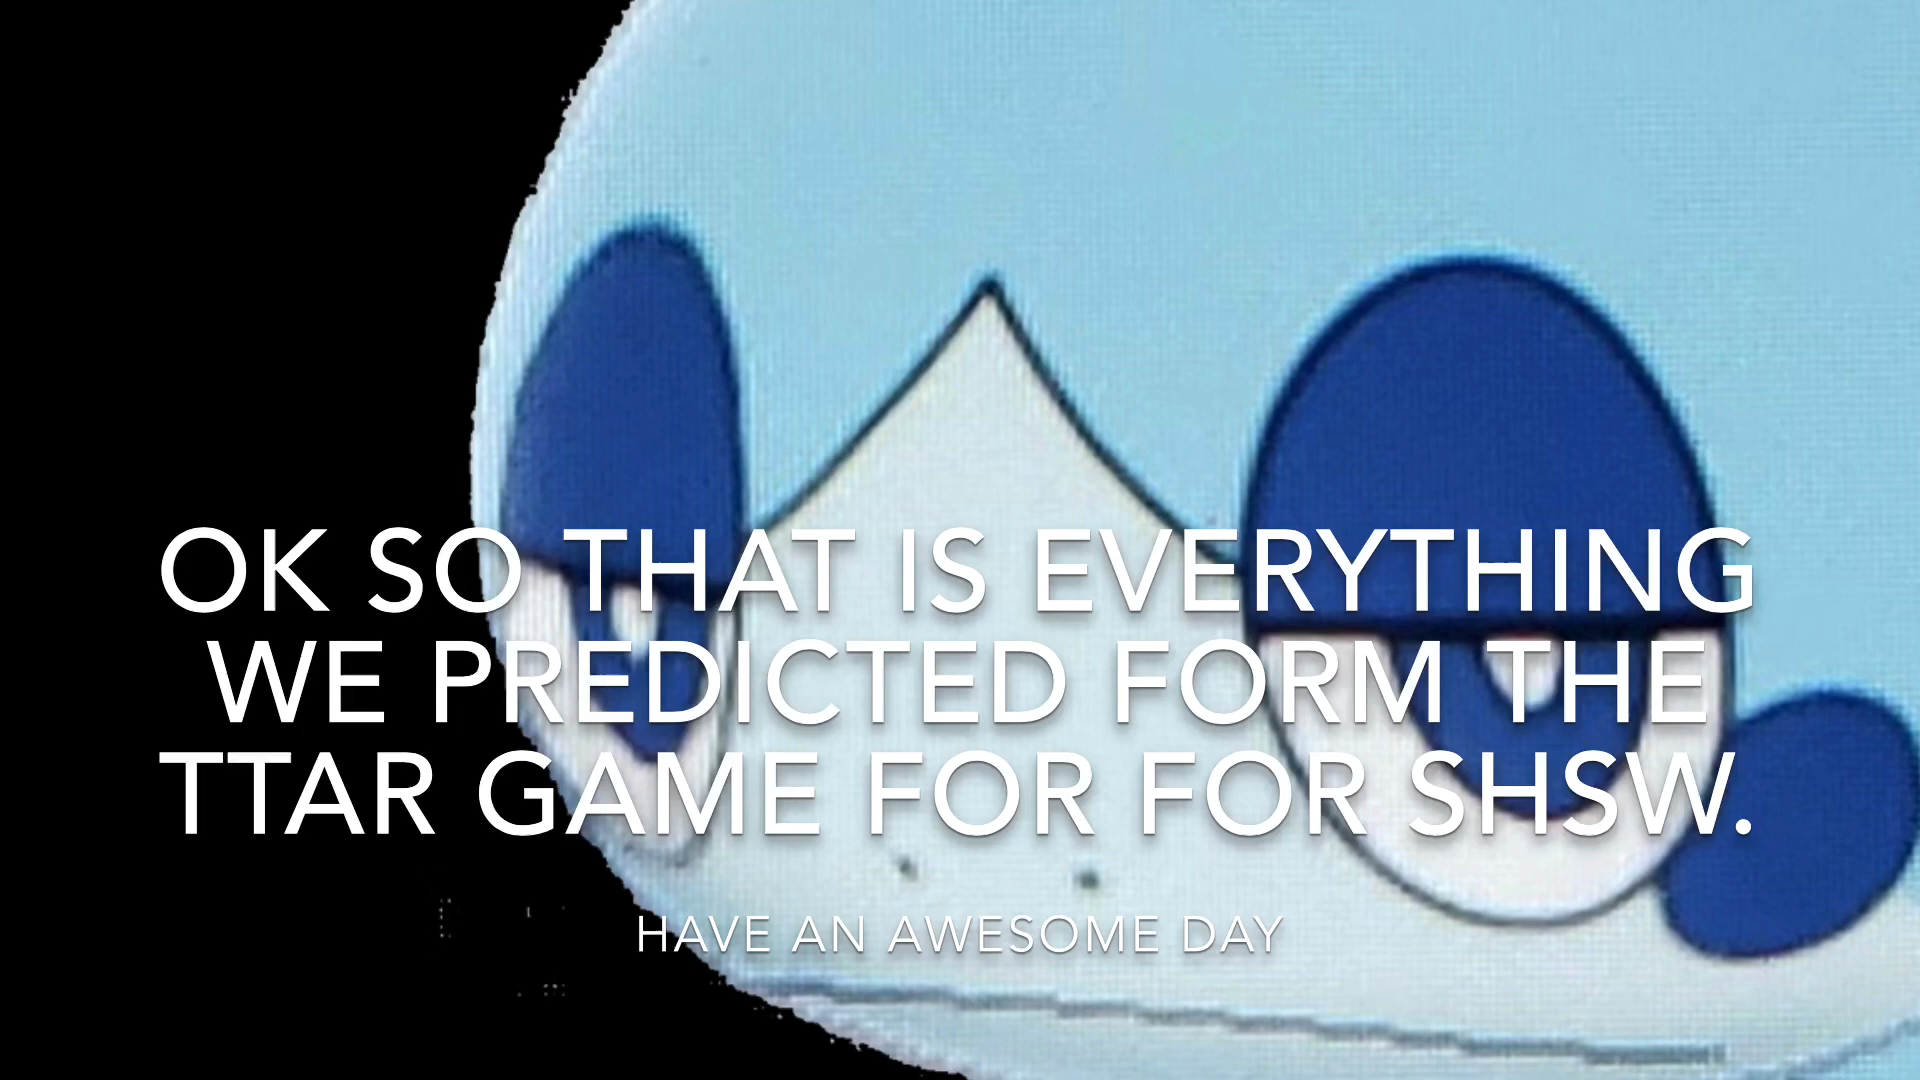 OK SO THAT IS EVERYTHING
WE PREDICTED FORM THE
TTAR GAME FOR FOR SHSW.
HAVE AN AWESOME DAY